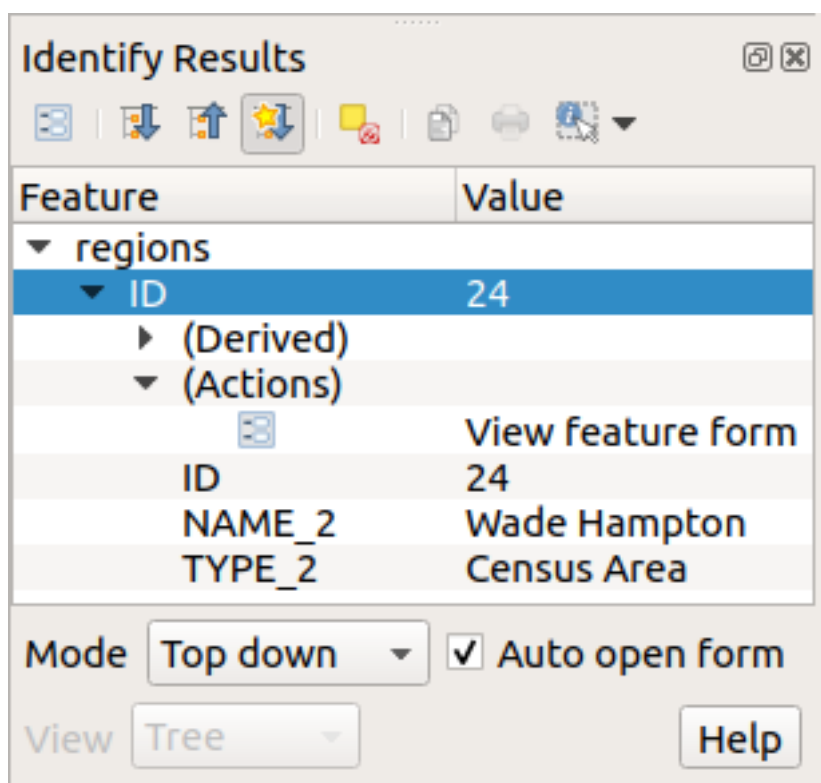 Identify Results
Feature Value
regions
ID 24
(Derived)
(Actions)
View feature form
ID 24
NAME_2 Wade Hampton
TYPE_2 Census Area
Mode Top down Auto open form
View Tree Help